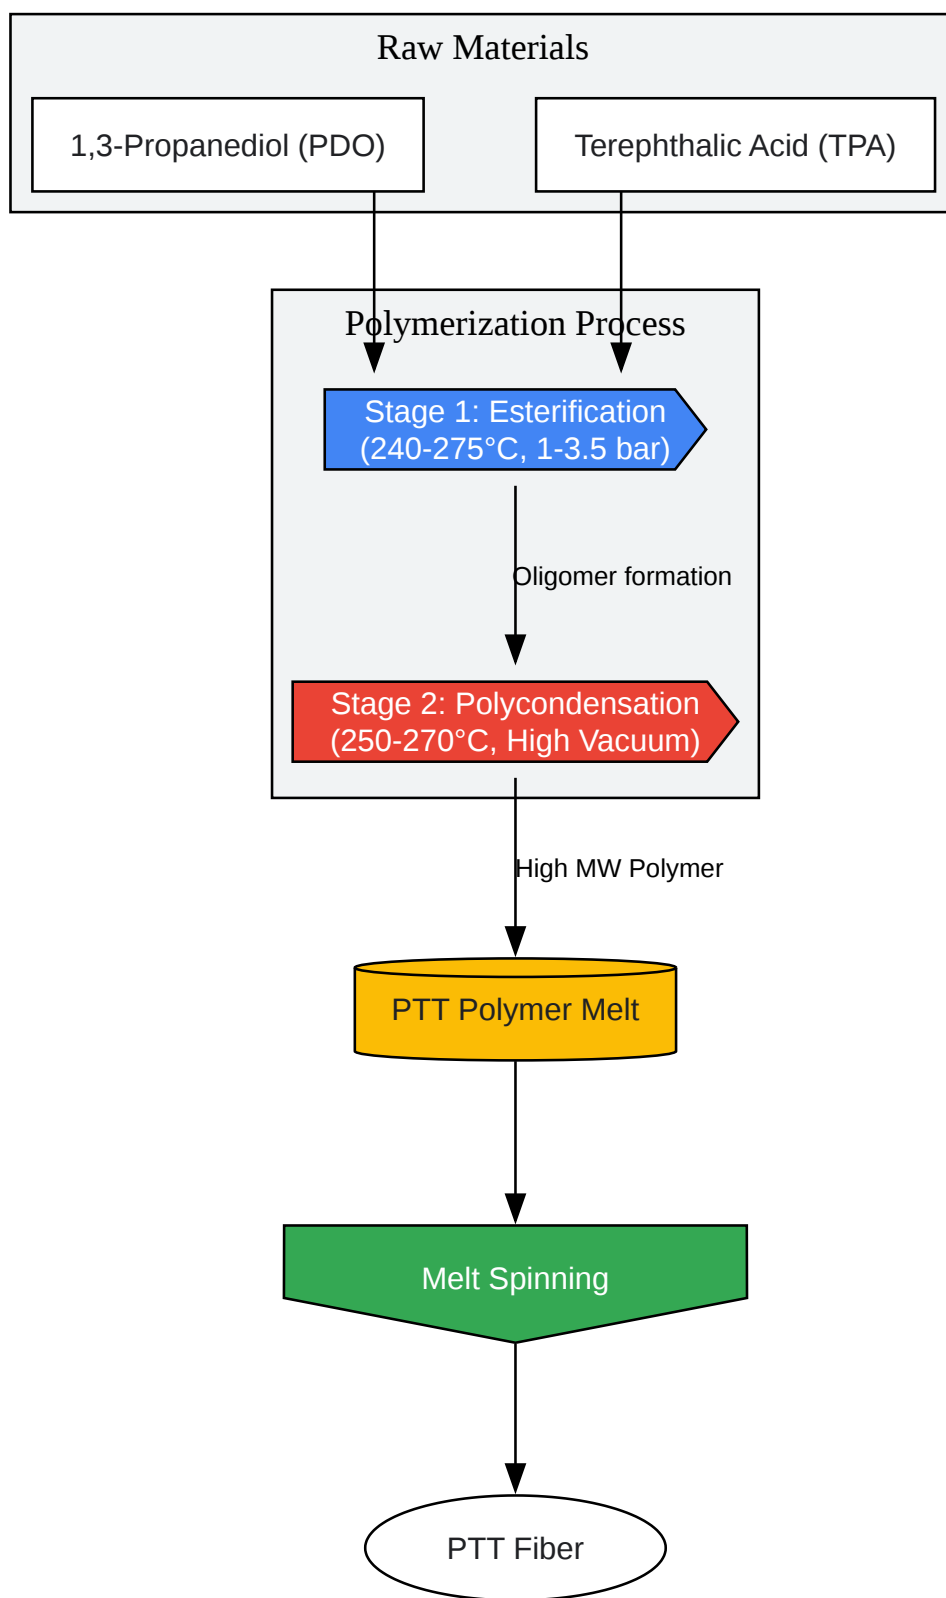 Raw Materials
1,3-Propanediol (PDO)
Terephthalic Acid (TPA)
Polymerization Process
Stage 1: Esterification
(240-275°C, 1-3.5 bar)
Oligomer formation
Stage 2: Polycondensation
(250-270°C, High Vacuum)
High MW Polymer
PTT Polymer Melt
Melt Spinning
PTT Fiber